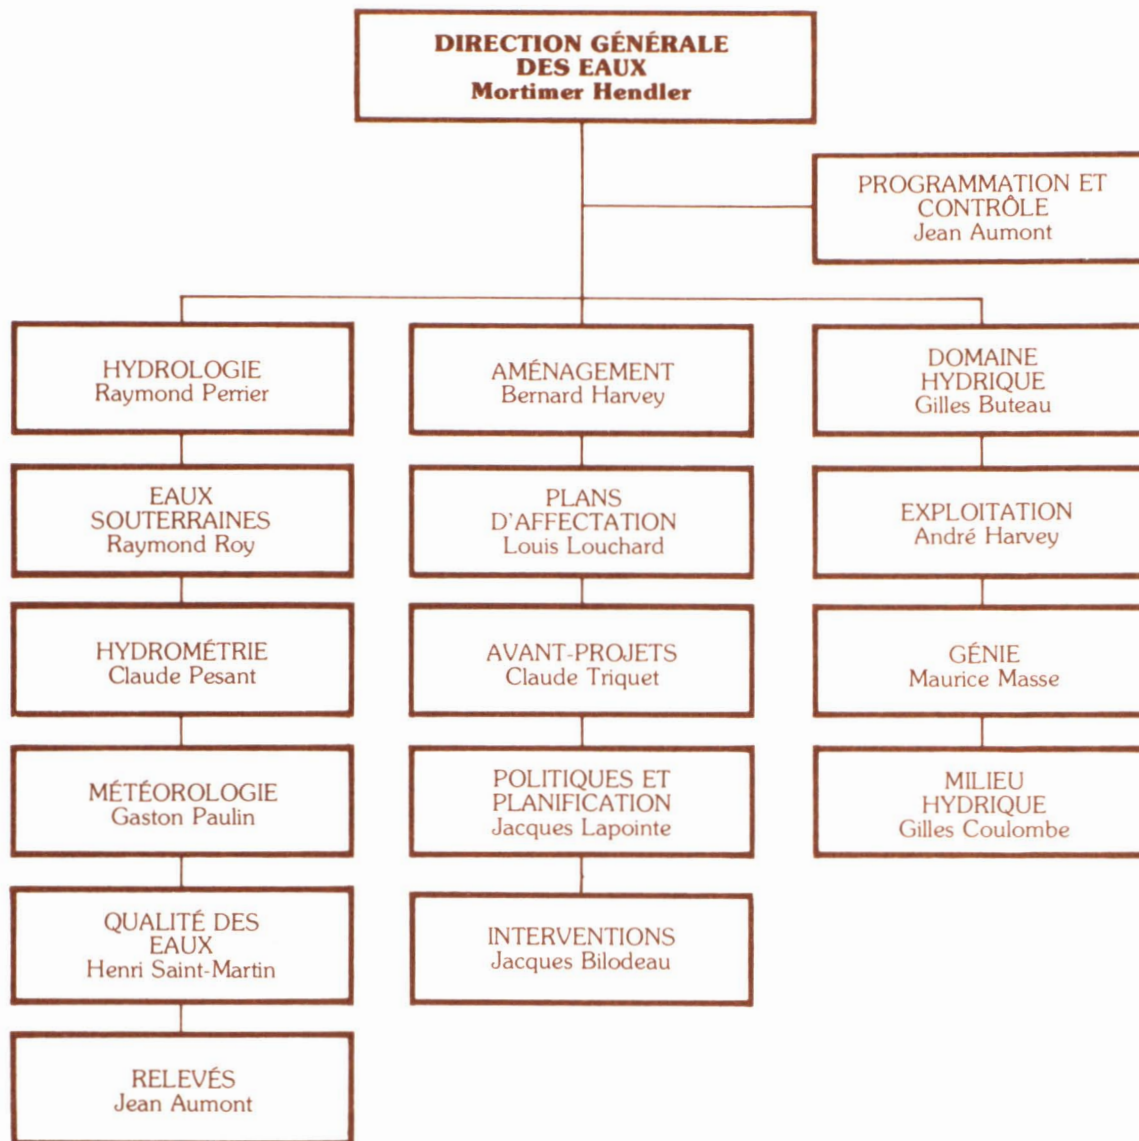 DIRECTION GÉNÉRALE
DES EAUX
Mortimer Hendler
PROGRAMMATION ET
CONTRÔLE
Jean Aumont
HYDROLOGIE
Raymond Perrier
EAUX
SOUTERRAINES
Raymond Roy
HYDROMÉTRIE
Claude Pesant
MÉTÉOROLOGIE
Gaston Paulin
QUALITÉ DES
EAUX
Henri Saint-Martin
RELEVÉS
Jean Aumont
AMÉNAGEMENT
Bernard Harvey
PLANS
D'AFFECTATION
Louis Louchard
AVANT-PROJETS
Claude Triquet
POLITIQUES ET
PLANIFICATION
Jacques Lapointe
INTERVENTIONS
Jacques Bilodeau
DOMAINE
HYDRIQUE
Gilles Buteau
EXPLOITATION
André Harvey
GÉNIE
Maurice Masse
MILIEU
HYDRIQUE
Gilles Coulombe